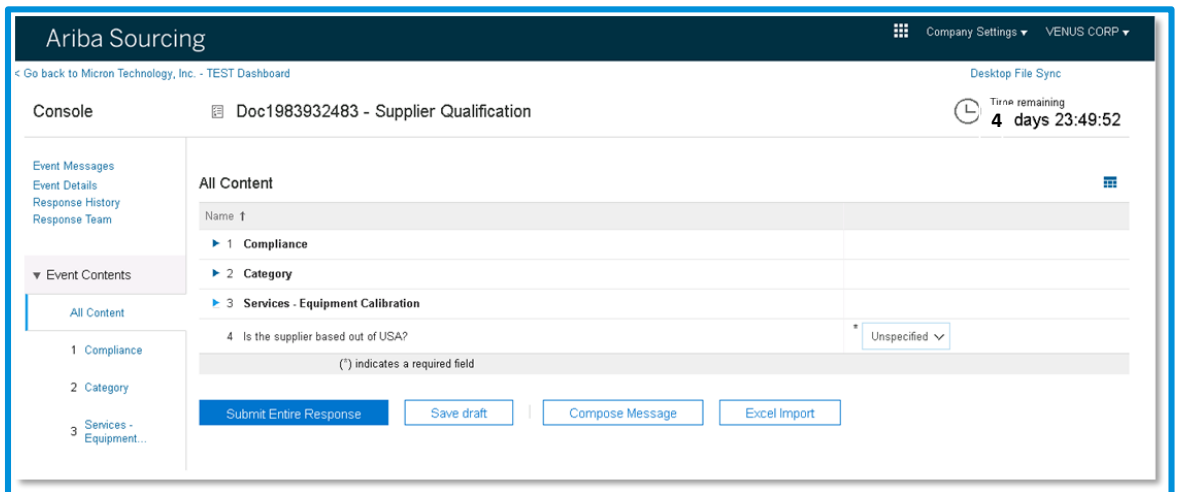 Ariba Sourcing
Company Settings ▾ VENUS CORP ▾
< Go back to Micron Technology, Inc. - TEST Dashboard
Desktop File Sync
Console
Doc1983932483 - Supplier Qualification
Time remaining
4 days 23:49:52
Event Messages
Event Details
Response History
Response Team
▼ Event Contents
All Content
1 Compliance
2 Category
3 Services -
Equipment...
All Content
Name ↑
► 1 Compliance
► 2 Category
► 3 Services - Equipment Calibration
4 Is the supplier based out of USA? * Unspecified
(*) indicates a required field
Submit Entire Response Save draft | Compose Message Excel Import